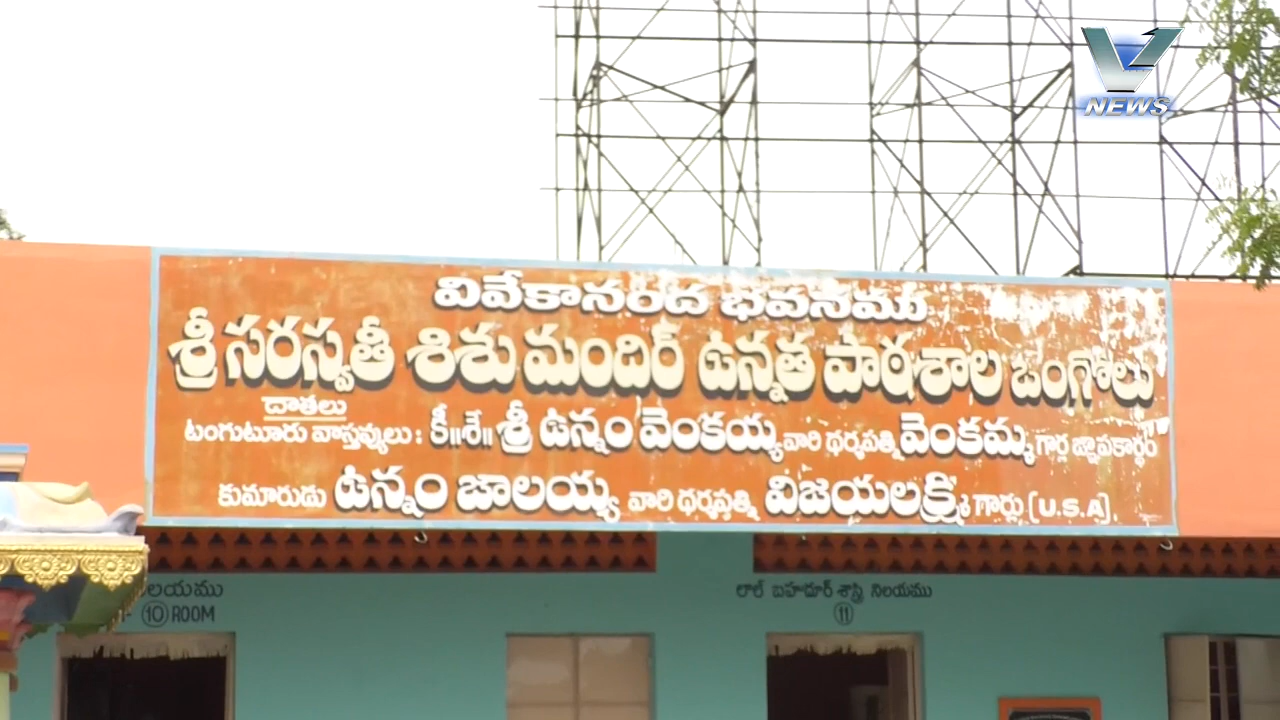 V
NEWS
వివేకానంద భవనము
శ్రీ సరస్వతీ శిశు మందిర్ ఉన్నత పాఠశాల ఒంగోలు
దాతలు
టంగుటూరు వాస్తవ్యులు : కీ॥శే॥ శ్రీ ఉన్నం వెంకయ్య వారి ధర్మపత్ని వెంకమ్మ గార్ల జ్ఞాపకార్థం
కుమారుడు ఉన్నం జాలయ్య వారి ధర్మపత్ని విజయలక్ష్మి గార్లు (U.S.A).
లాల్ బహదూర్ శాస్త్రి నిలయము
10 ROOM
11